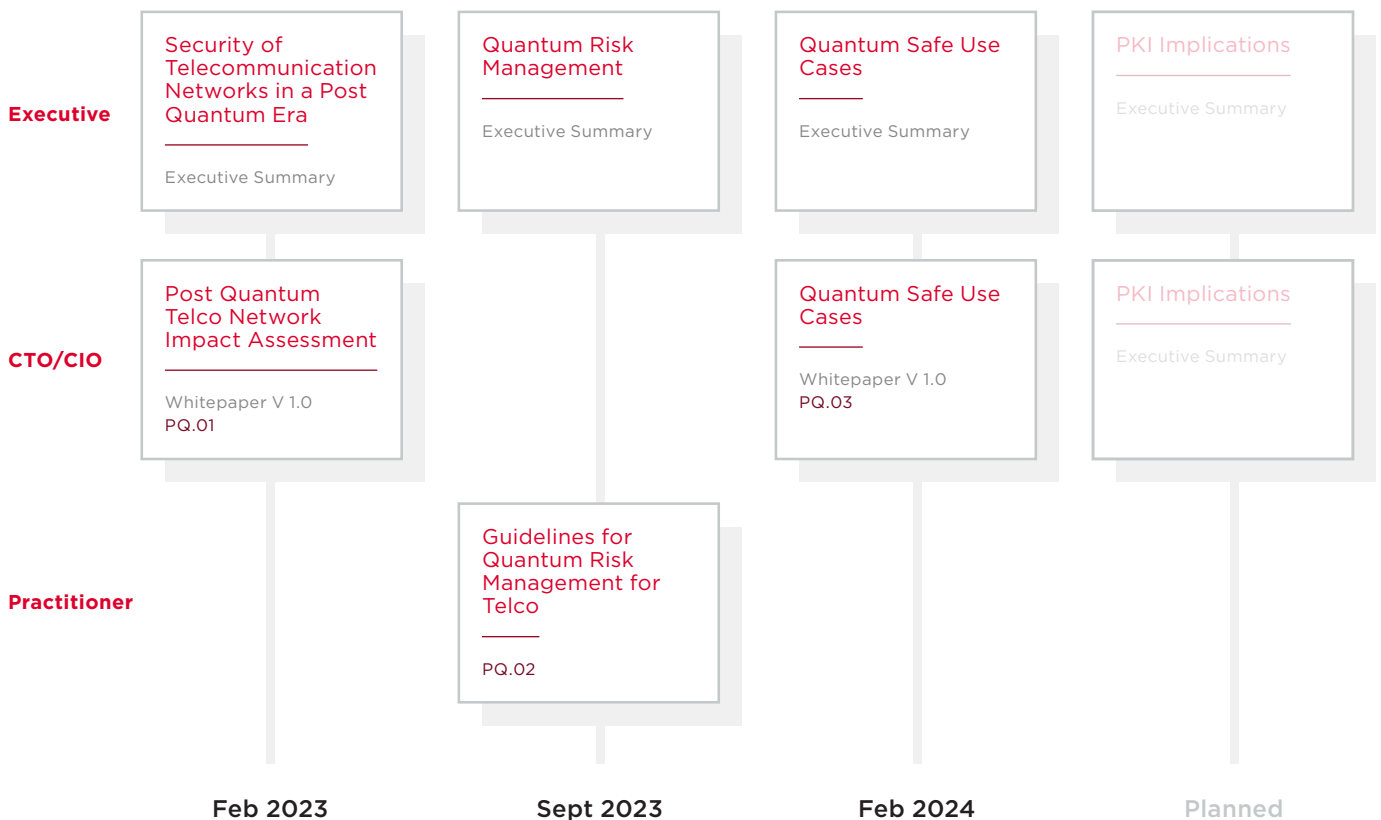 Executive
Security of
Telecommunication
Networks in a Post
Quantum Era
Executive Summary
Quantum Risk
Management
Executive Summary
Quantum Safe Use
Cases
Executive Summary
PKI Implications
Executive Summary
CTO/CIO
Post Quantum
Telco Network
Impact Assessment
Whitepaper V 1.0
PQ.01
Quantum Safe Use
Cases
Whitepaper V 1.0
PQ.03
PKI Implications
Executive Summary
Practitioner
Guidelines for
Quantum Risk
Management for
Telco
PQ.02
Feb 2023
Sept 2023
Feb 2024
Planned